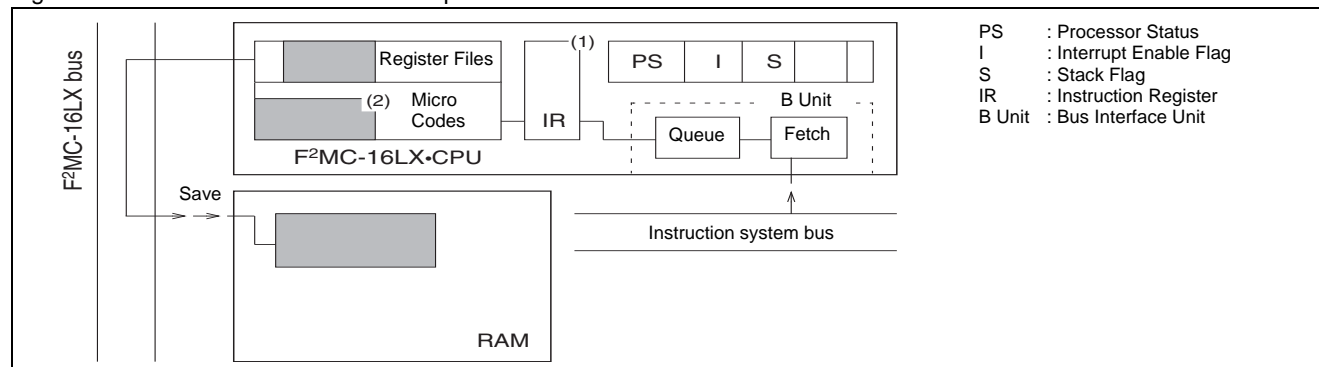 F²MC-16LX bus
Register Files
(2) Micro
Codes
F²MC-16LX•CPU
(1)
IR
PS I S
B Unit
Queue
Fetch
Save
Instruction system bus
RAM
PS : Processor Status
I : Interrupt Enable Flag
S : Stack Flag
IR : Instruction Register
B Unit : Bus Interface Unit